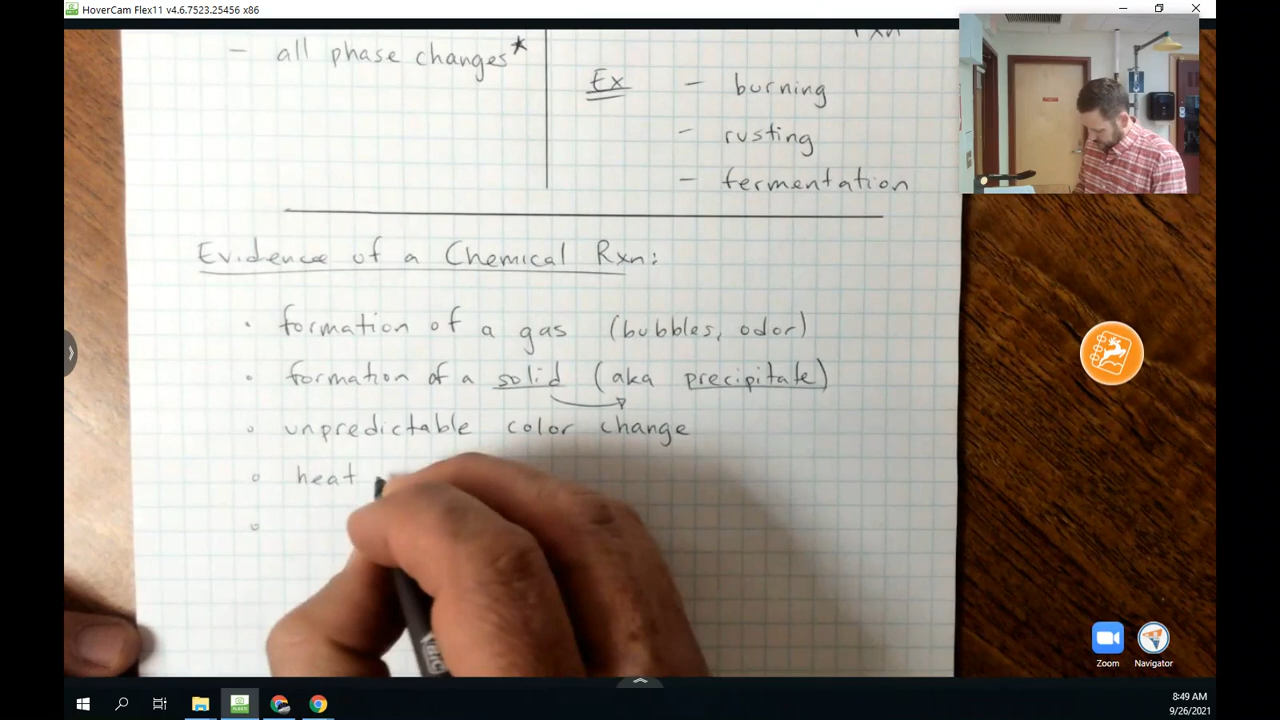 HoverCam Flex11 v4.6.7523.25456 x86
rxn
- all phase changes*
Ex - burning
- rusting
- fermentation
Evidence of a Chemical Rxn:
· formation of a gas (bubbles, odor)
· formation of a solid (aka precipitate)
· unpredictable color change
· heat
BIC
Zoom
Navigator
8:49 AM
9/26/2021